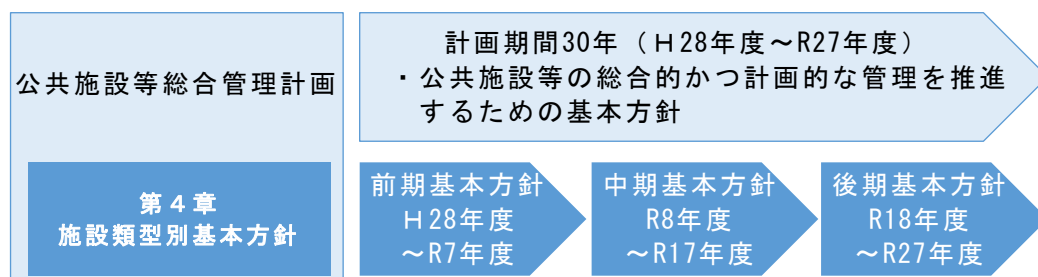 公共施設等総合管理計画
計画期間30年（Ｈ28年度～R27年度）
・公共施設等の総合的かつ計画的な管理を推進
するための基本方針
第４章
施設類型別基本方針
前期基本方針
Ｈ28年度
～R7年度
中期基本方針
R8年度
～R17年度
後期基本方針
R18年度
～R27年度